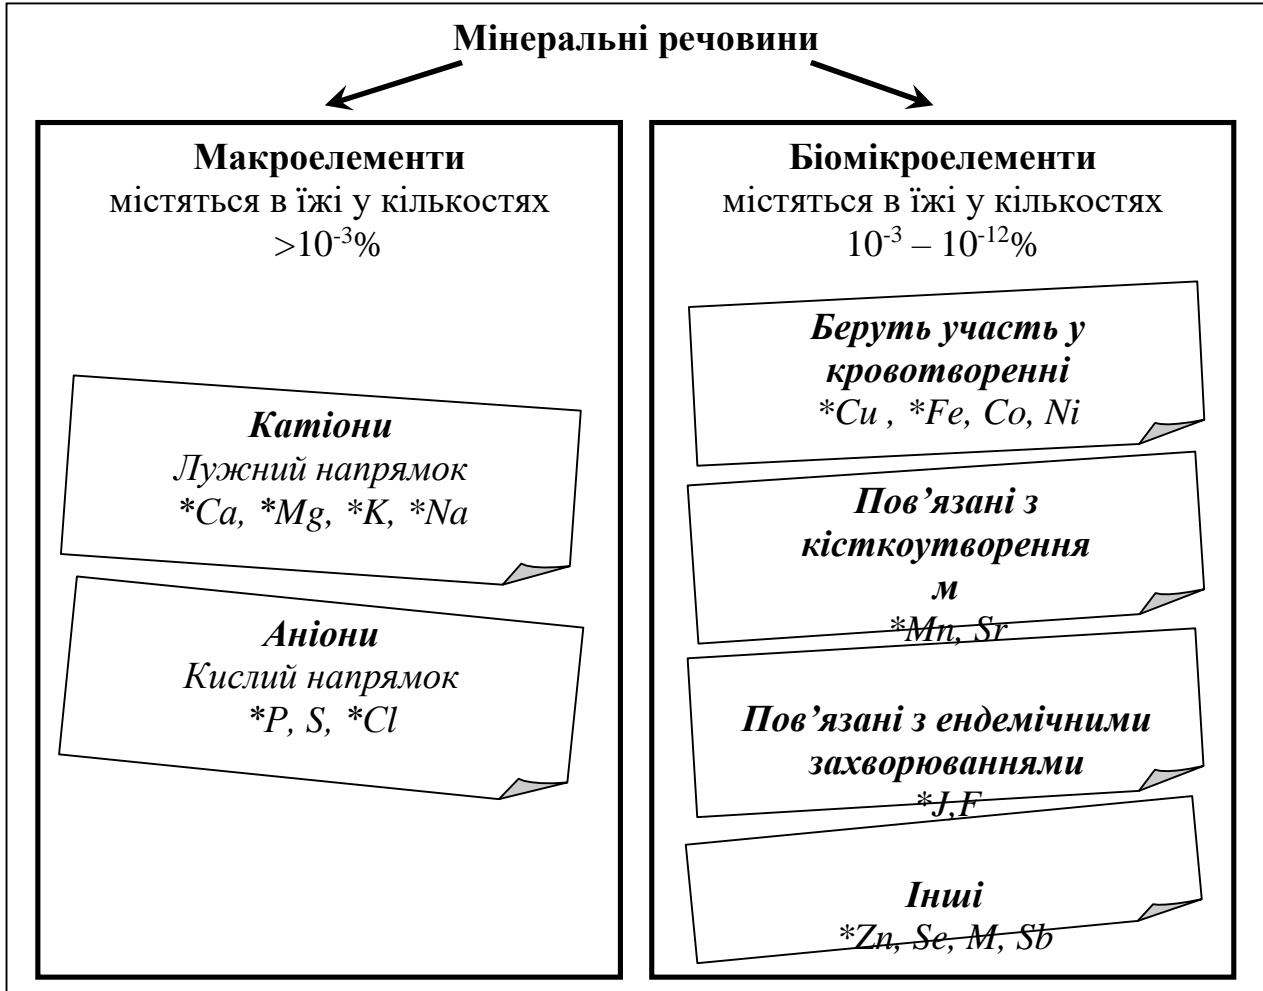 Мінеральні речовини
Макроелементи
містяться в їжі у кількостях
>10⁻³%
Катіони
Лужний напрямок
*Ca, *Mg, *K, *Na
Аніони
Кислий напрямок
*P, S, *Cl
Біомікроелементи
містяться в їжі у кількостях
10⁻³ – 10⁻¹²%
Беруть участь у
кровотворенні
*Cu , *Fe, Co, Ni
Пов’язані з
кісткоутворення
м
*Mn, Sr
Пов’язані з ендемічними
захворюваннями
*J,F
Інші
*Zn, Se, M, Sb